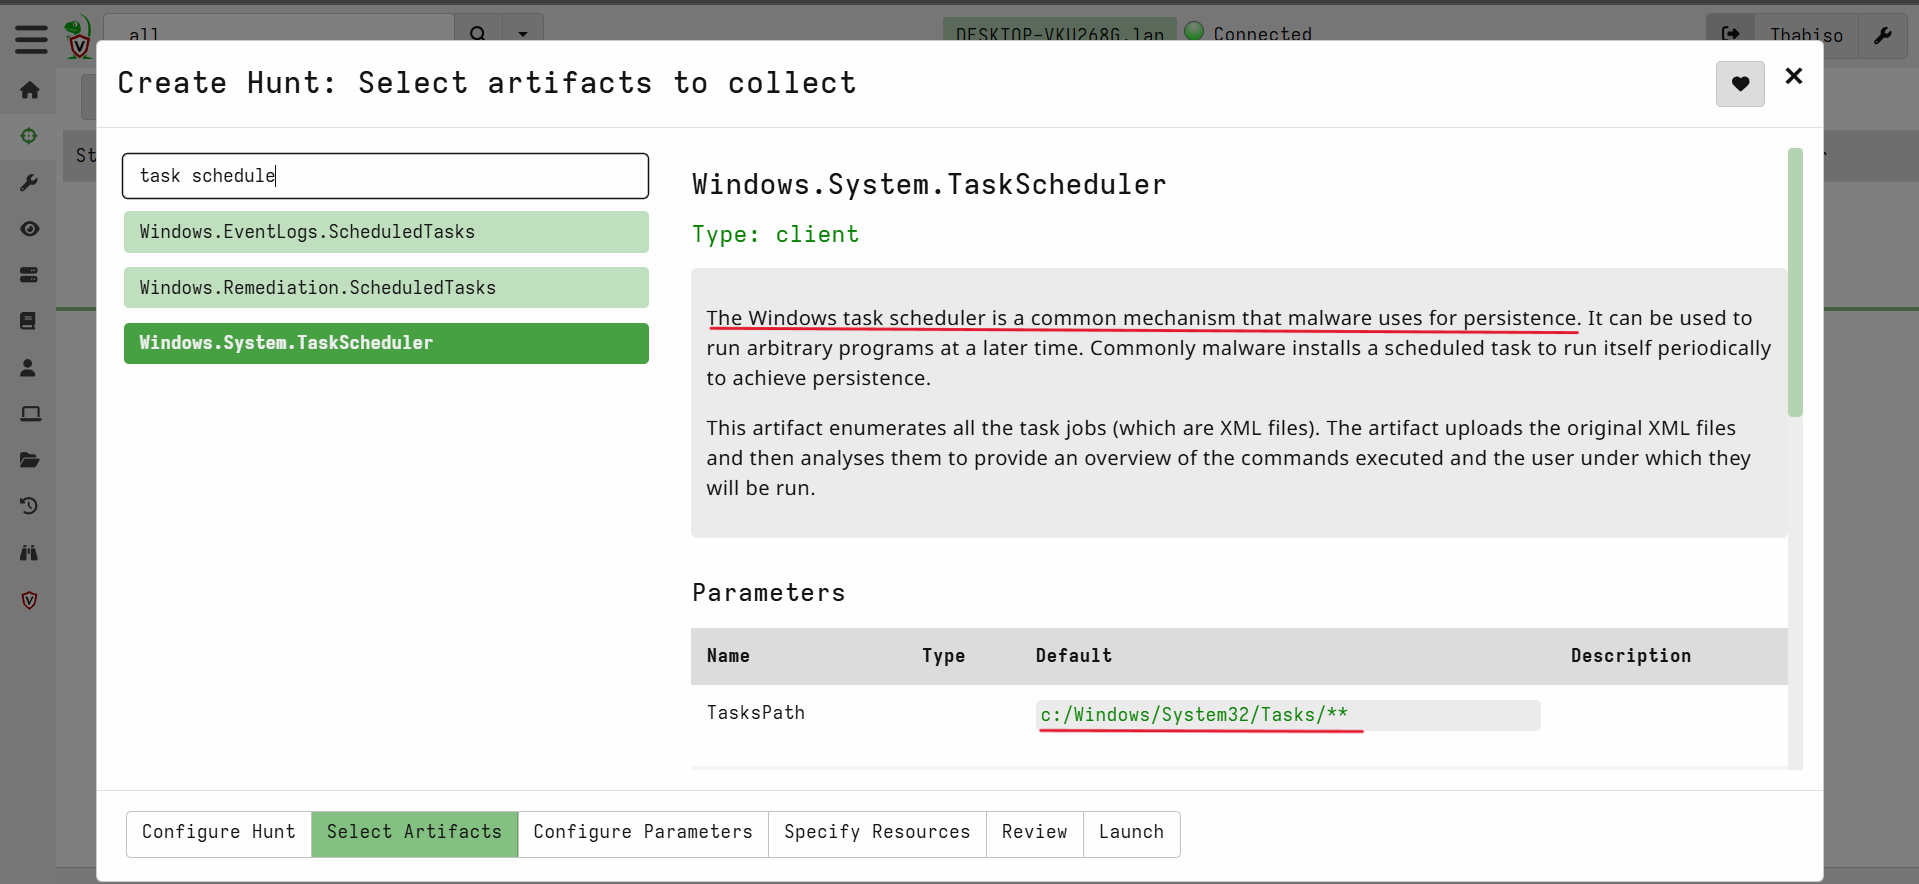 all
DESKTOP-VKU268G.lan
Connected
Thabiso
Create Hunt: Select artifacts to collect
St
task schedule
Windows.EventLogs.ScheduledTasks
Windows.Remediation.ScheduledTasks
Windows.System.TaskScheduler
Windows.System.TaskScheduler
Type: client
The Windows task scheduler is a common mechanism that malware uses for persistence. It can be used to
run arbitrary programs at a later time. Commonly malware installs a scheduled task to run itself periodically
to achieve persistence.
This artifact enumerates all the task jobs (which are XML files). The artifact uploads the original XML files
and then analyses them to provide an overview of the commands executed and the user under which they
will be run.
Parameters
Name Type Default Description
TasksPath c:/Windows/System32/Tasks/**
Configure Hunt Select Artifacts Configure Parameters Specify Resources Review Launch